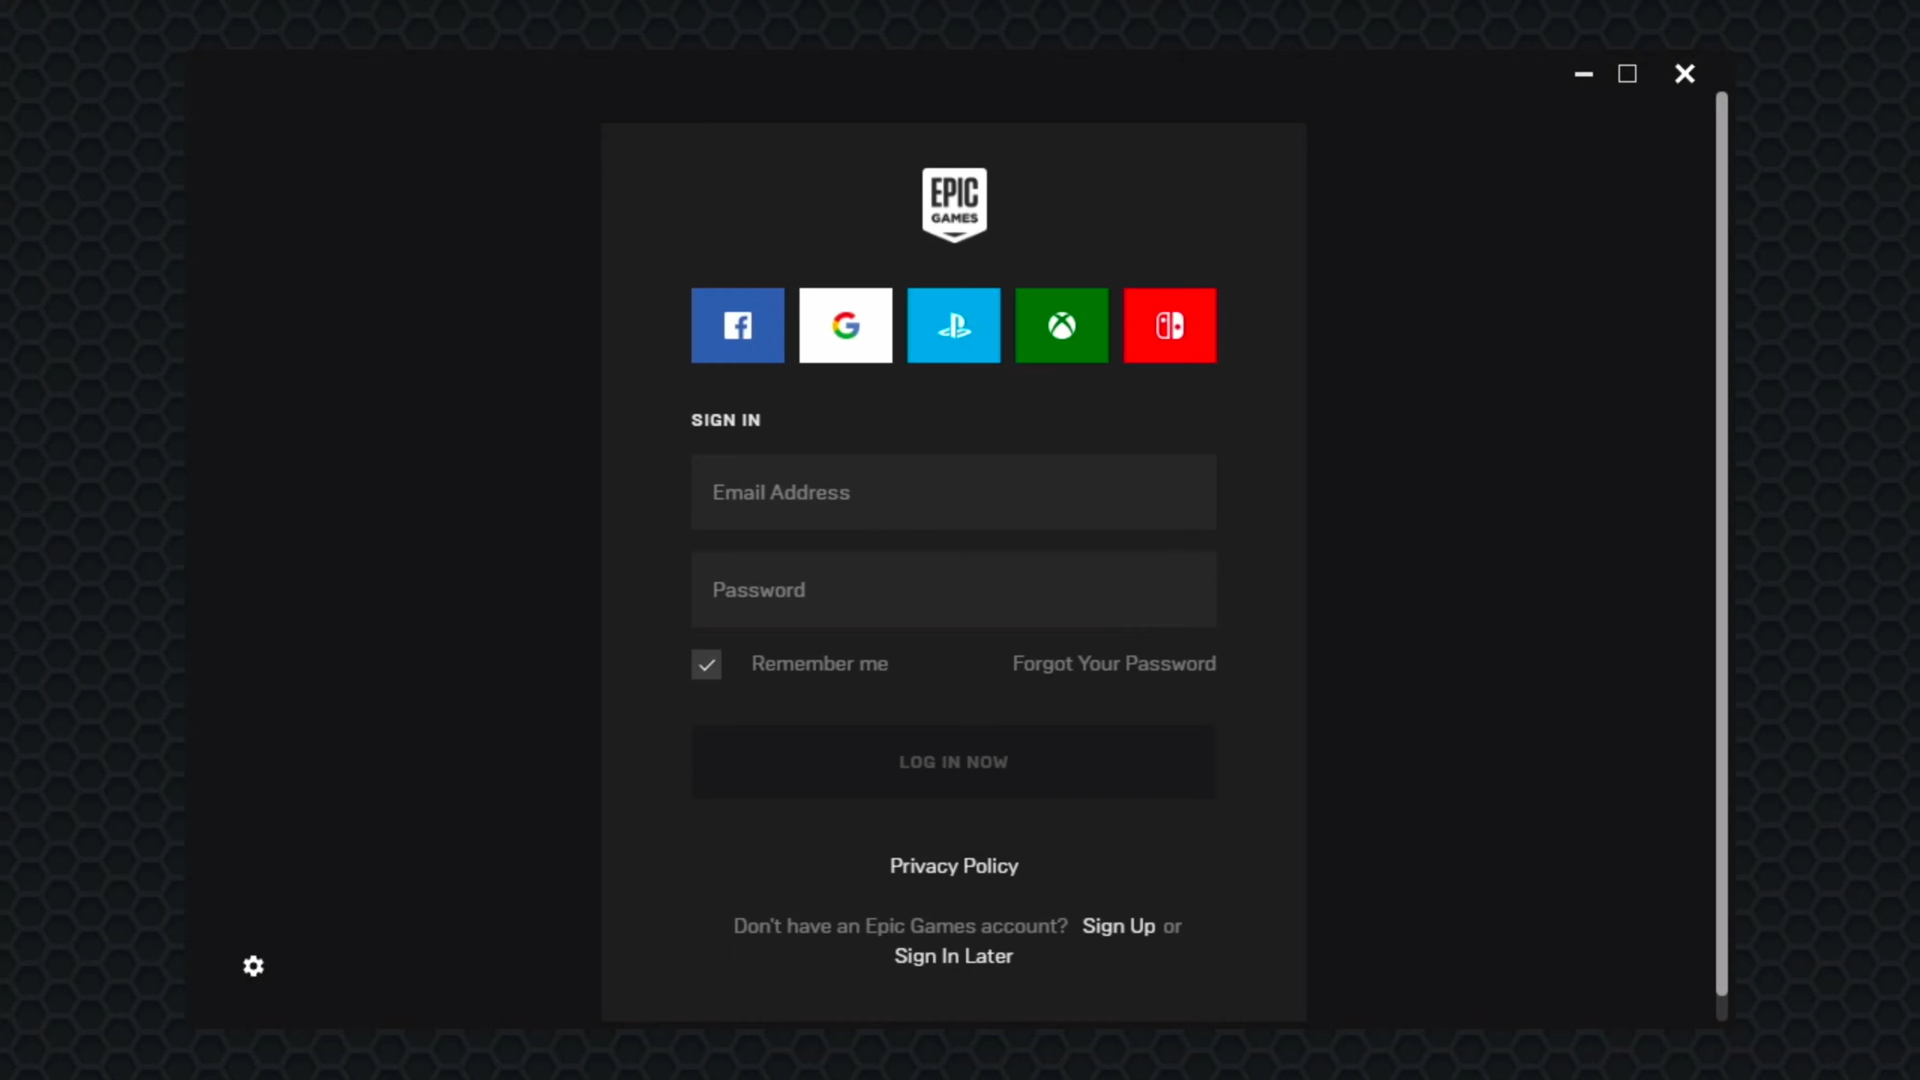 EPIC
GAMES
SIGN IN
Email Address
Password
Remember me Forgot Your Password
LOG IN NOW
Privacy Policy
Don't have an Epic Games account? Sign Up or
Sign In Later